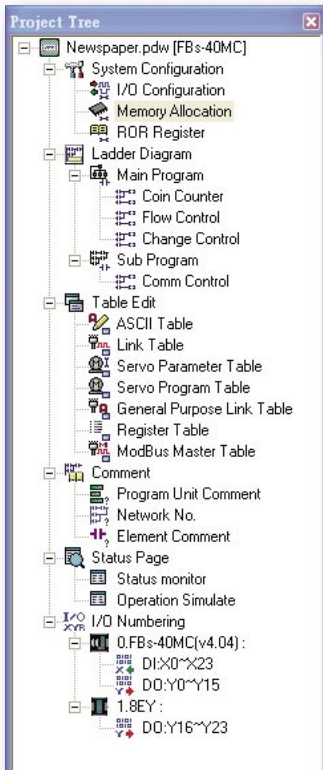 Project Tree
Newspaper.pdw [FBs-40MC]
System Configuration
I/O Configuration
Memory Allocation
ROR Register
Ladder Diagram
Main Program
Coin Counter
Flow Control
Change Control
Sub Program
Comm Control
Table Edit
ASCII Table
Link Table
Servo Parameter Table
Servo Program Table
General Purpose Link Table
Register Table
ModBus Master Table
Comment
Program Unit Comment
Network No.
Element Comment
Status Page
Status monitor
Operation Simulate
I/O Numbering
0.FBs-40MC(v4.04) :
DI:X0~X23
DO:Y0~Y15
1.8EY :
DO:Y16~Y23